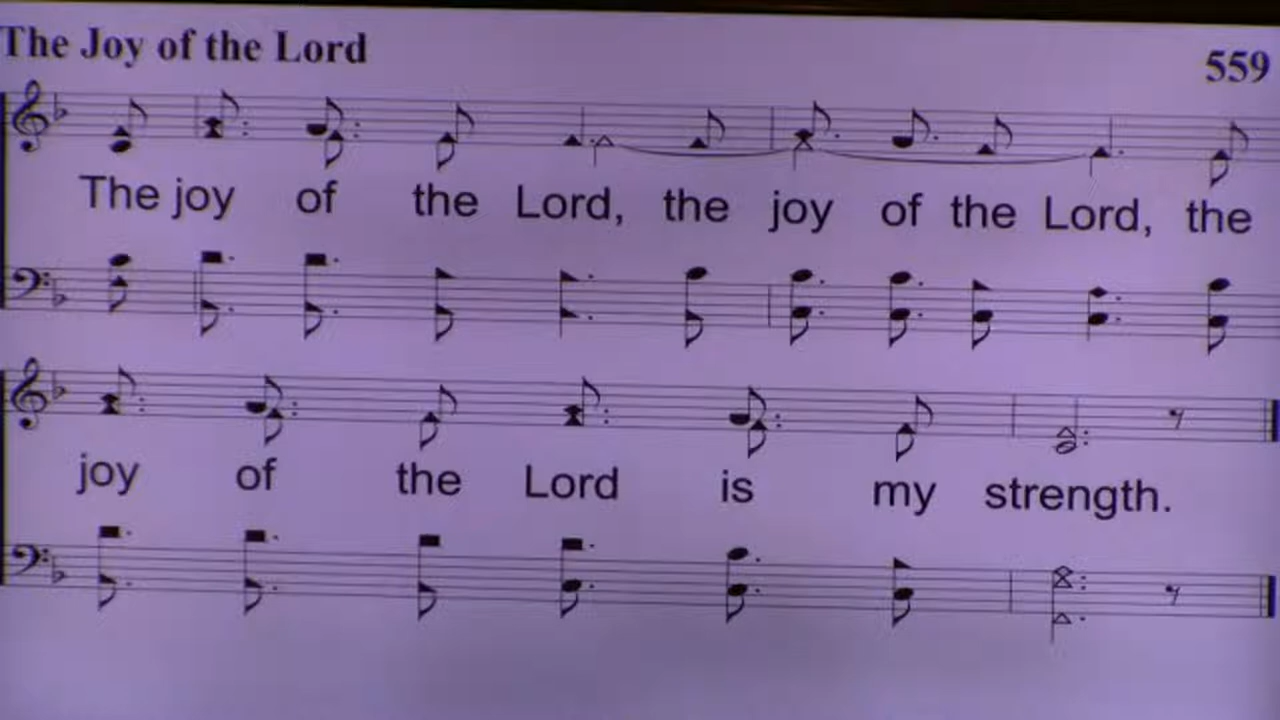 The Joy of the Lord 559
The joy of the Lord, the joy of the Lord, the
joy of the Lord is my strength.